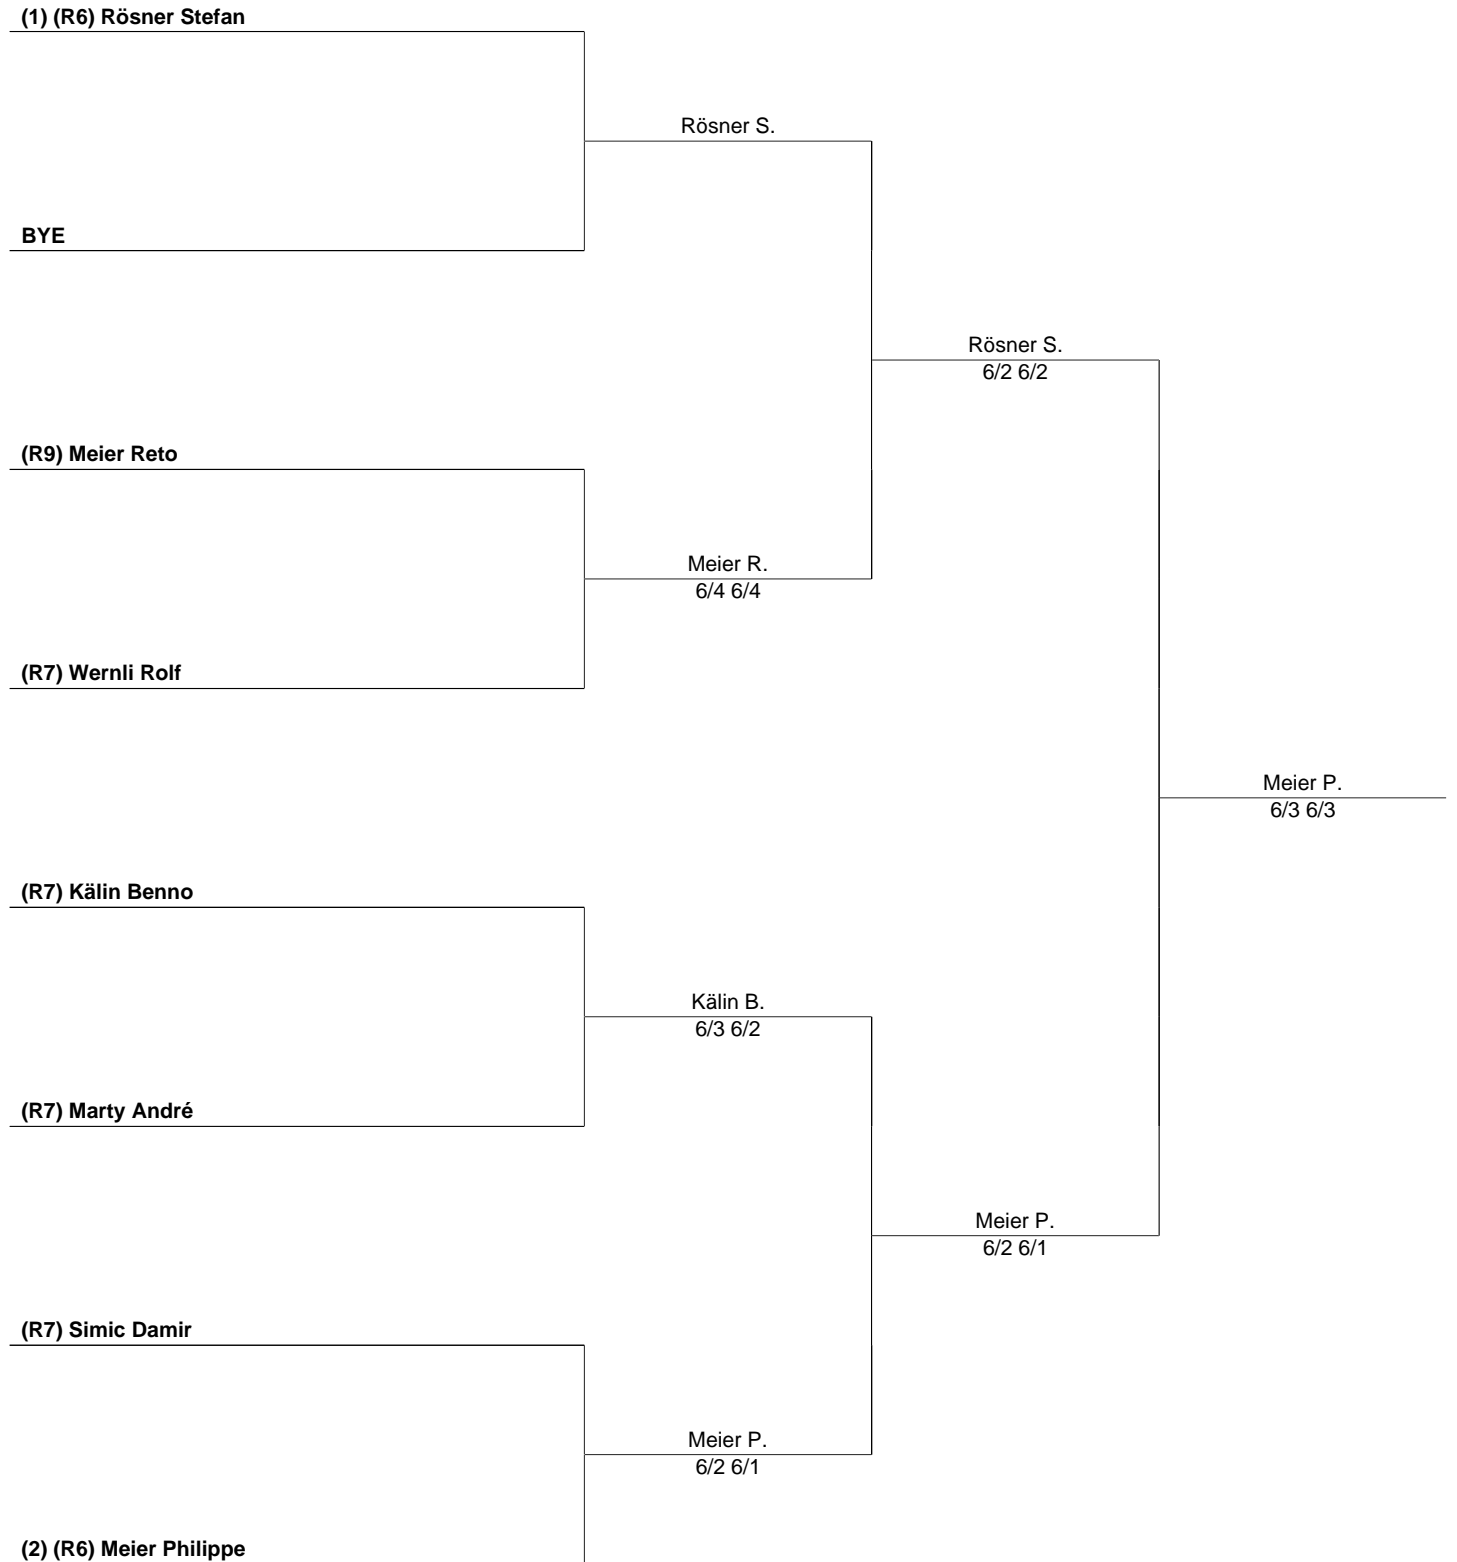 (1) (R6) Rösner Stefan
Rösner S.
BYE
Rösner S.
6/2 6/2
(R9) Meier Reto
Meier R.
6/4 6/4
(R7) Wernli Rolf
Meier P.
6/3 6/3
(R7) Kälin Benno
Kälin B.
6/3 6/2
(R7) Marty André
Meier P.
6/2 6/1
(R7) Simic Damir
Meier P.
6/2 6/1
(2) (R6) Meier Philippe